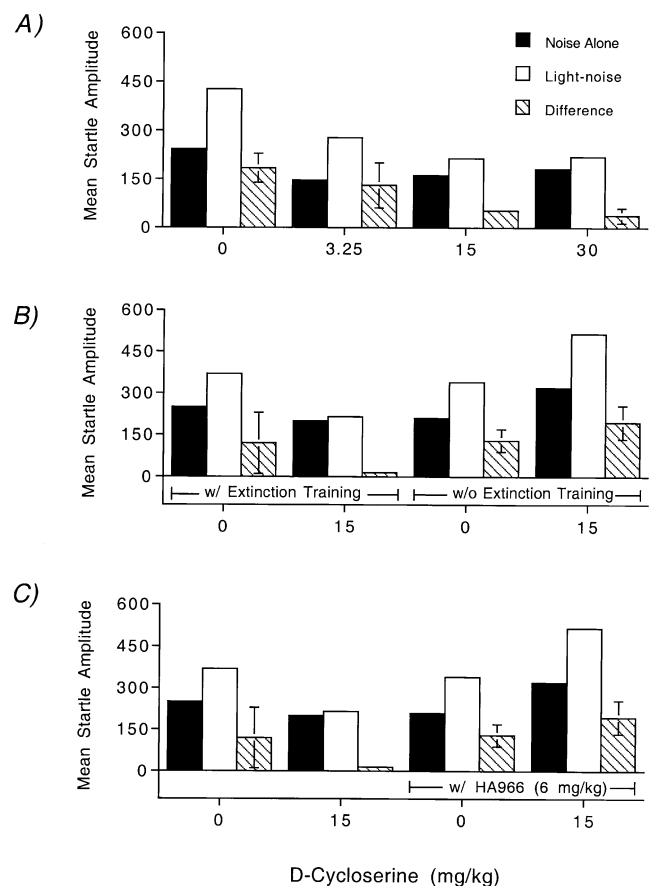 A)
Mean Startle Amplitude
600
450
300
150
0
Noise Alone
Light-noise
Difference
0 3.25 15 30
B)
Mean Startle Amplitude
600
450
300
150
0
w/ Extinction Training w/o Extinction Training
0 15 0 15
C)
Mean Startle Amplitude
600
450
300
150
0
w/ HA966 (6 mg/kg)
0 15 0 15
D-Cycloserine (mg/kg)